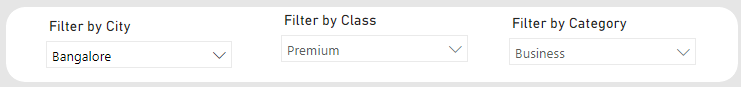 Filter by City
Bangalore
Filter by Class
Premium
Filter by Category
Business